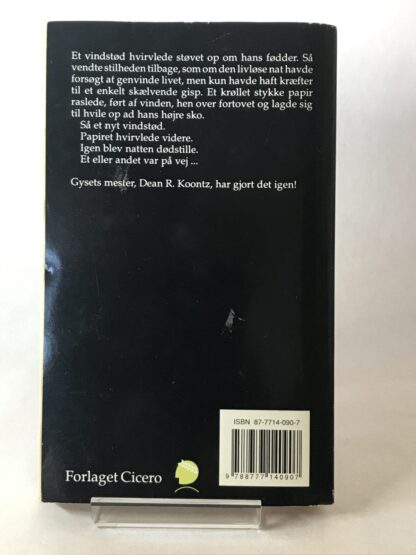 Et vindstød hvirvlede støvet op om hans fødder. Så
vendte stilheden tilbage, som om den livløse nat havde
forsøgt at genvinde livet, men kun havde haft kræfter
til et enkelt skælvende gisp. Et krøllet stykke papir
raslede, ført af vinden, hen over fortovet og lagde sig
til hvile op ad hans højre sko.
Så et nyt vindstød.
Papiret hvirvlede videre.
Igen blev natten dødstille.
Et eller andet var på vej ...
Gysets mester, Dean R. Koontz, har gjort det igen!
ISBN 87-7714-090-7
9 788777 140907
Forlaget Cicero